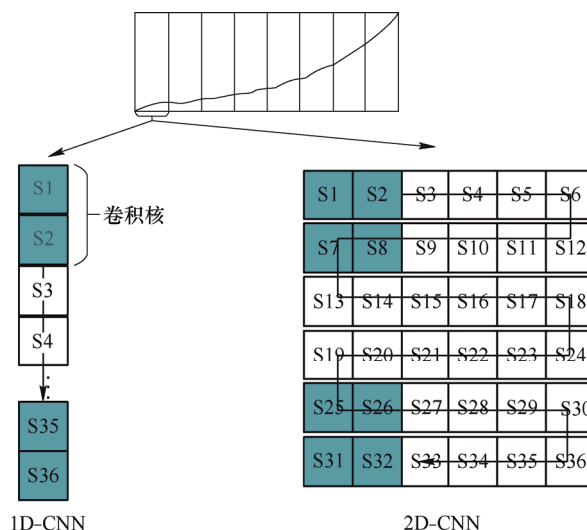 S1
S2
卷积核
S3
S4
⋮
S35
S36
1D-CNN
S1 S2 S3 S4 S5 S6
S7 S8 S9 S10 S11 S12
S13 S14 S15 S16 S17 S18
S19 S20 S21 S22 S23 S24
S25 S26 S27 S28 S29 S30
S31 S32 S33 S34 S35 S36
2D-CNN